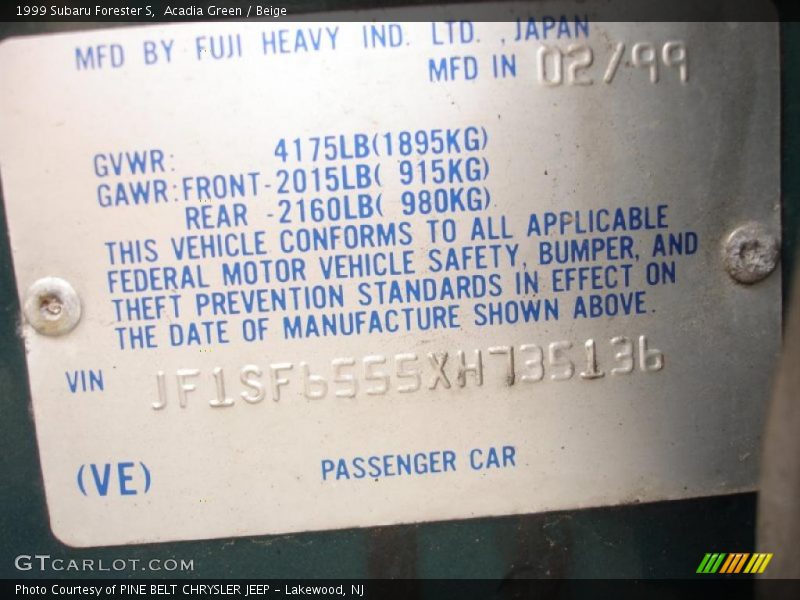 1999 Subaru Forester S,  Acadia Green / Beige
MFD BY FUJI HEAVY IND. LTD. ,JAPAN
MFD IN 02/99
GVWR: 4175LB(1895KG)
GAWR:FRONT-2015LB( 915KG)
REAR -2160LB( 980KG)
THIS VEHICLE CONFORMS TO ALL APPLICABLE
FEDERAL MOTOR VEHICLE SAFETY, BUMPER, AND
THEFT PREVENTION STANDARDS IN EFFECT ON
THE DATE OF MANUFACTURE SHOWN ABOVE.
VIN JF1SF6555XH735136
(VE) PASSENGER CAR
GTCARLOT.COM
Photo Courtesy of PINE BELT CHRYSLER JEEP – Lakewood, NJ